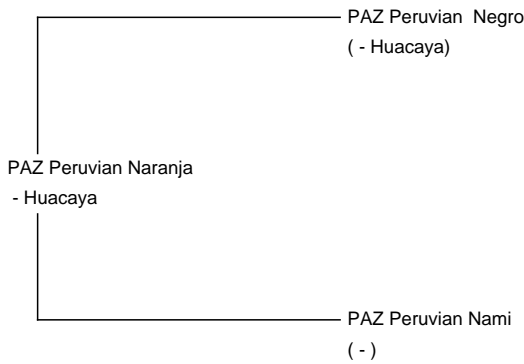 PAZ Peruvian  Negro
( - Huacaya)
PAZ Peruvian Naranja
- Huacaya
PAZ Peruvian Nami
( - )